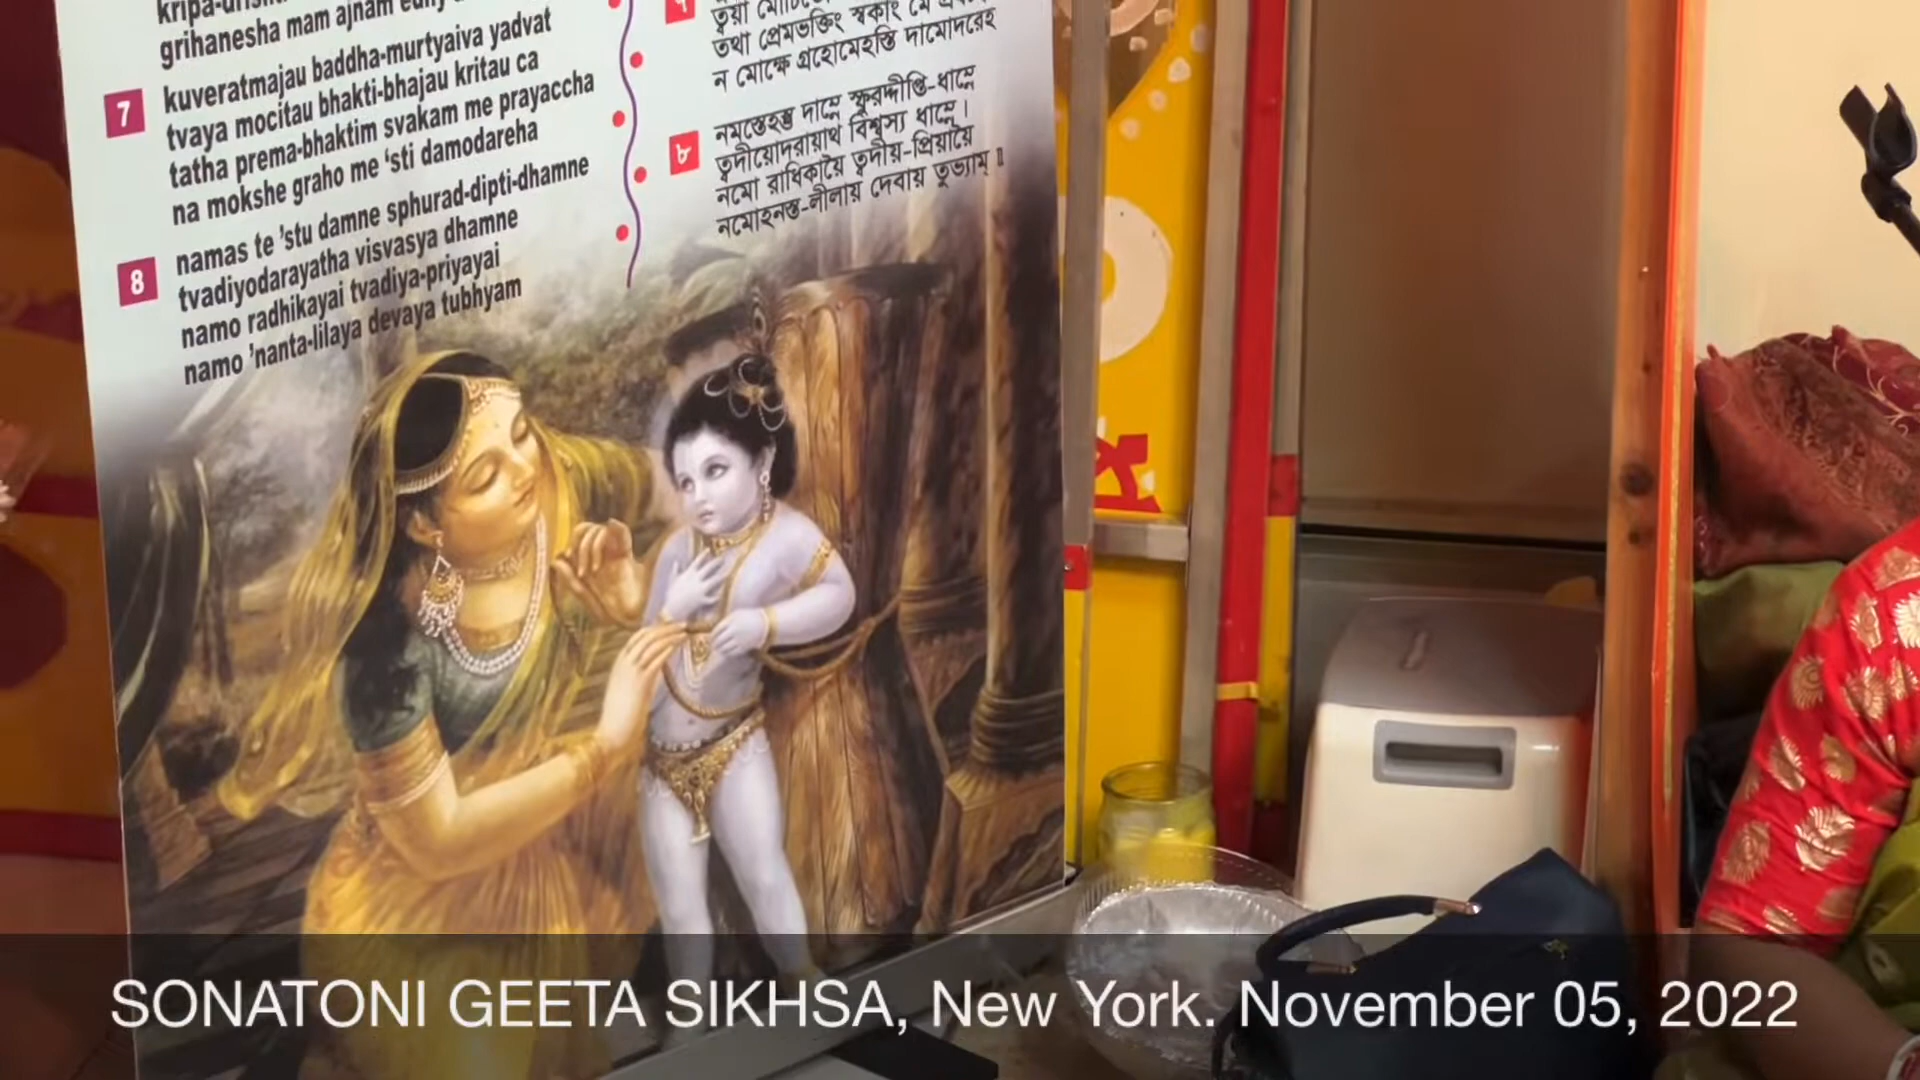 grihanesha mam ajnam
7
kuveratmajau baddha-murtyaiva yadvat
tvaya mocitau bhakti-bhajau kritau ca
tatha prema-bhaktim svakam me prayaccha
na mokshe graho me ‘sti damodareha
8
namas te ’stu damne sphurad-dipti-dhamne
tvadiyodarayatha visvasya dhamne
namo radhikayai tvadiya-priyayai
namo ’nanta-lilaya devaya tubhyam
তথা প্রেমভক্তিং স্বকাং মে
ন মোক্ষে গ্রহোমেহস্তি দামোদরেহ
৮
নমস্তেহস্তু দাম্নে স্ফুরদ্দীপ্তি-ধাম্নে
ত্বদীয়োদরায়াথ বিশ্বস্য ধাম্নে।
নমো রাধিকায়ৈ ত্বদীয়-প্রিয়ায়ৈ
নমোহনন্ত-লীলায় দেবায় তুভ্যাম্ ॥
SONATONI GEETA SIKHSA, New York. November 05, 2022